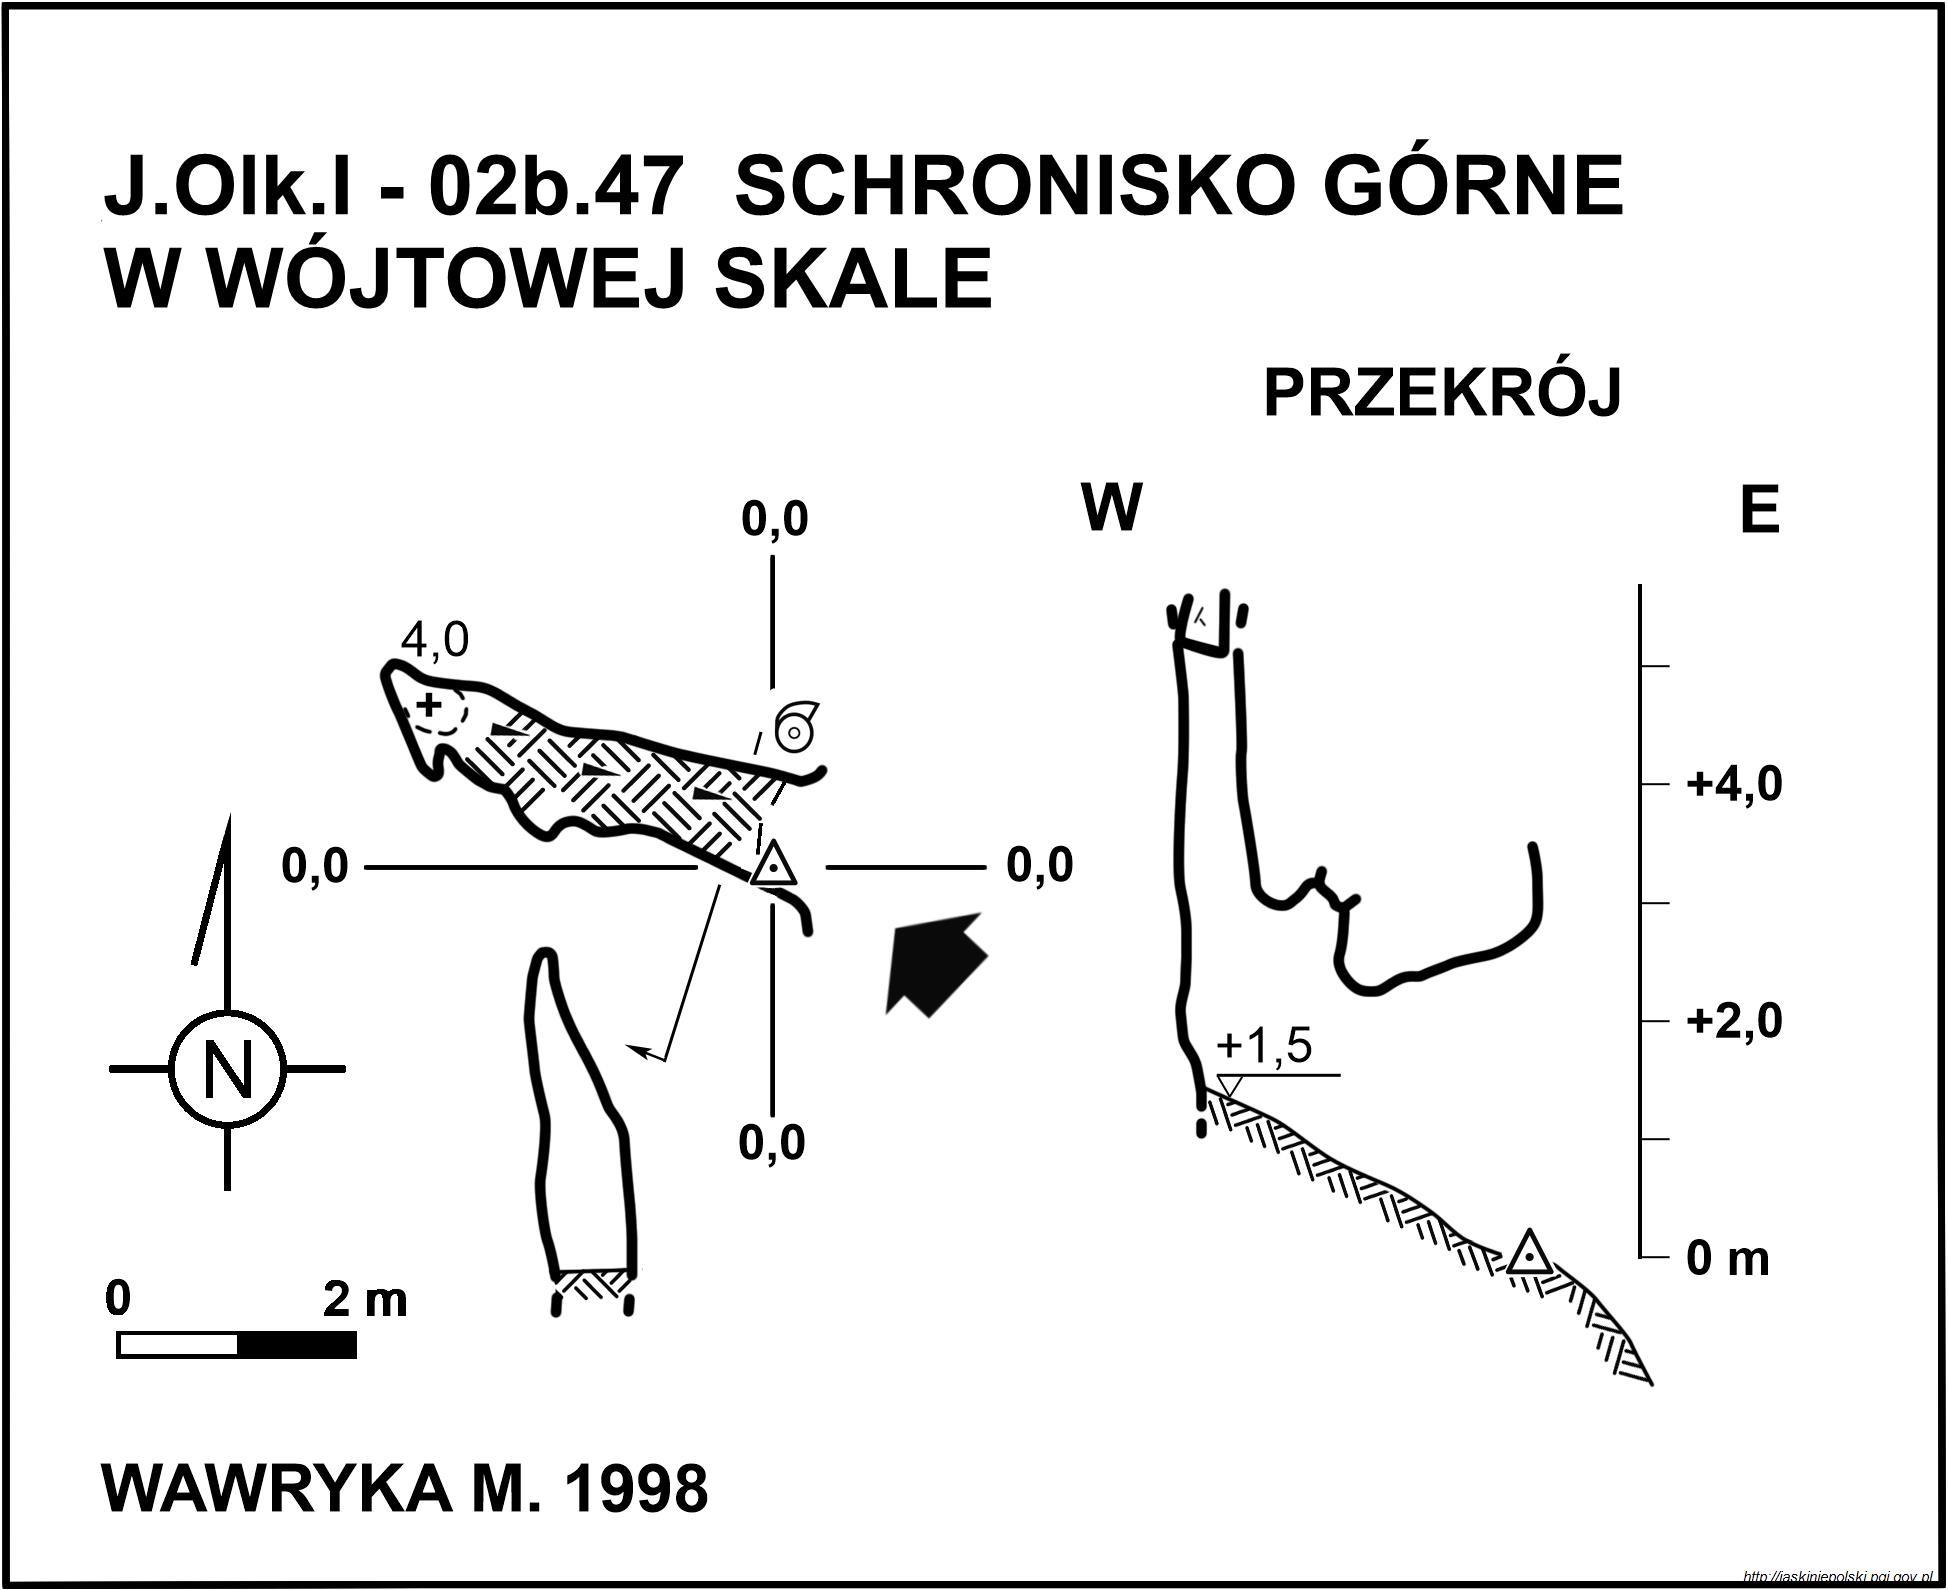 J.Olk.I - 02b.47 SCHRONISKO GÓRNE
W WÓJTOWEJ SKALE
PRZEKRÓJ
W
E
0,0
4,0
0,0
0,0
0,0
+4,0
+2,0
+1,5
0 m
N
0 2 m
WAWRYKA M. 1998
http://jaskiniepolski.pgi.gov.pl